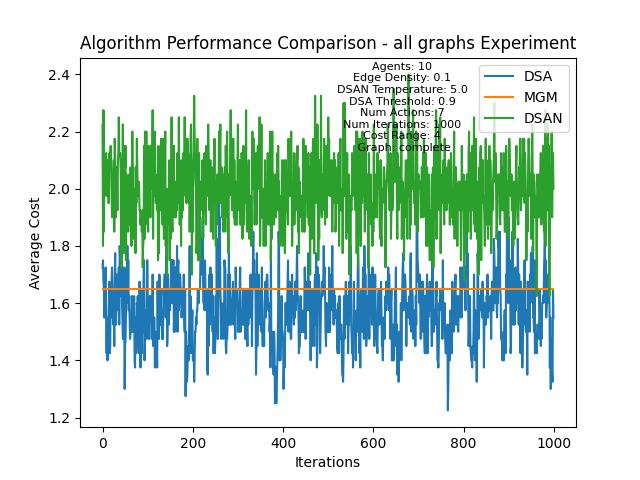 Algorithm Performance Comparison - all graphs Experiment
Agents: 10
Edge Density: 0.1
DSAN Temperature: 5.0
DSA Threshold: 0.9
Num Actions: 7
Num Iterations: 1000
Cost Range: 4
Graph: complete
DSA
MGM
DSAN
Average Cost
2.4
2.2
2.0
1.8
1.6
1.4
1.2
0
200
400
600
800
1000
Iterations